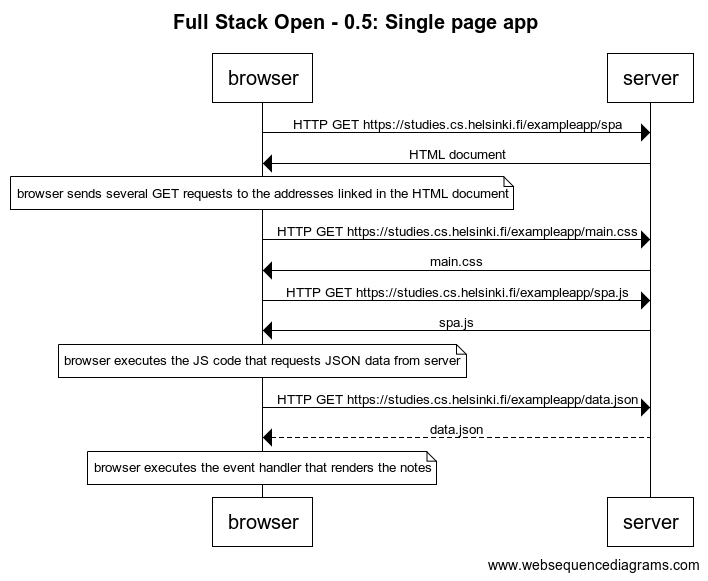 Full Stack Open - 0.5: Single page app
browser
server
HTTP GET https://studies.cs.helsinki.fi/exampleapp/spa
HTML document
browser sends several GET requests to the addresses linked in the HTML document
HTTP GET https://studies.cs.helsinki.fi/exampleapp/main.css
main.css
HTTP GET https://studies.cs.helsinki.fi/exampleapp/spa.js
spa.js
browser executes the JS code that requests JSON data from server
HTTP GET https://studies.cs.helsinki.fi/exampleapp/data.json
data.json
browser executes the event handler that renders the notes
browser
server
www.websequencediagrams.com